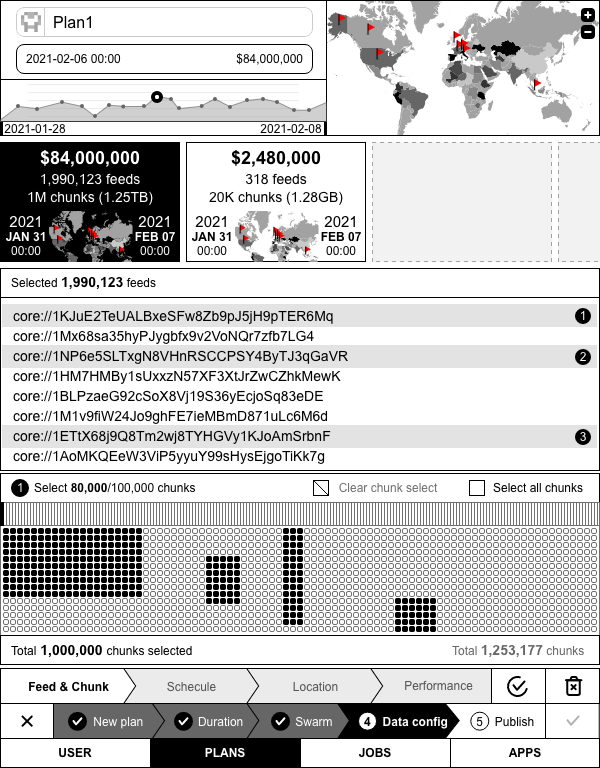 Plan1
2021-02-06 00:00 $84,000,000
2021-01-28 2021-02-08
$84,000,000
1,990,123 feeds
1M chunks (1.25TB)
2021 2021
JAN 31 FEB 07
00:00 00:00
$2,480,000
318 feeds
20K chunks (1.28GB)
2021 2021
JAN 31 FEB 07
00:00 00:00
Selected 1,990,123 feeds
core://1KJuE2TeUALBxeSFw8Zb9pJ5jH9pTER6Mq 1
core://1Mx68sa35hyPJygbfx9v2VoNQr7zfb7LG4
core://1NP6e5SLTxgN8VHnRSCCPSY4ByTJ3qGaVR 2
core://1HM7HMBy1sUxxzN57XF3XtJrZwCZhkMewK
core://1BLPzaeG92cSoX8Vj19S36yEcjoSq83eDE
core://1M1v9fiW24Jo9ghFE7ieMBmD871uLc6M6d
core://1ETtX68j9Q8Tm2wj8TYHGVy1KJoAmSrbnF 3
core://1AoMKQEeW3ViP5yyuY99sHysEjgoTiKk7g
1 Select 80,000/100,000 chunks Clear chunk select Select all chunks
Total 1,000,000 chunks selected Total 1,253,177 chunks
Feed & Chunk Schecule Location Performance
New plan Duration Swarm 4 Data config 5 Publish
USER PLANS JOBS APPS